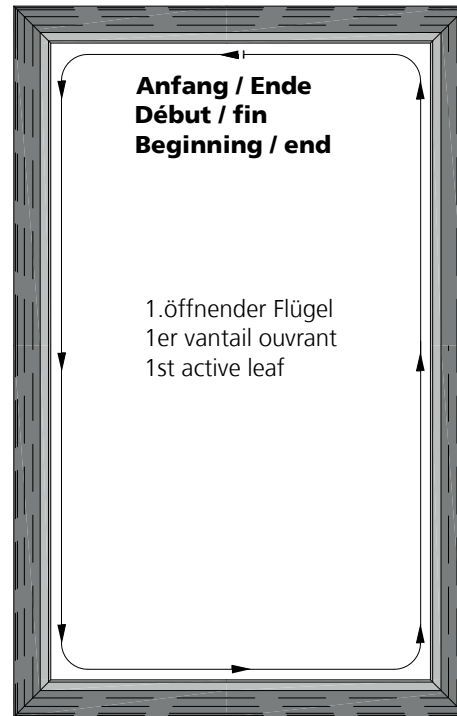 Anfang / Ende
Début / fin
Beginning / end
1.öffnender Flügel
1er vantail ouvrant
1st active leaf